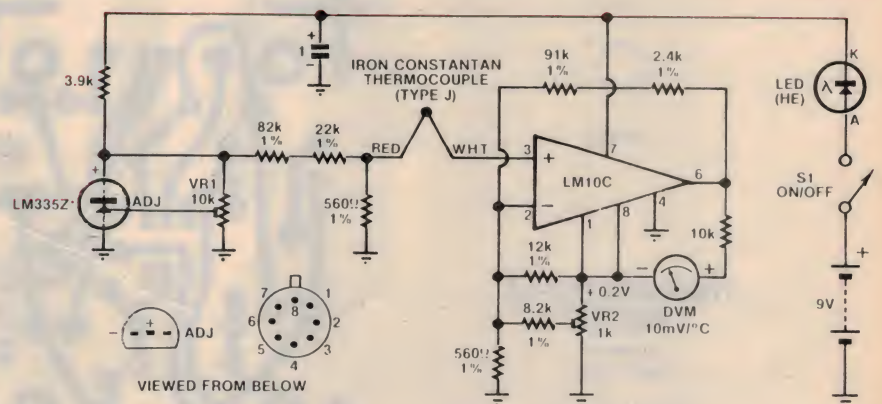 3.9k
+
1
-
IRON CONSTANTAN
THERMOCOUPLE
(TYPE J)
91k
1%
2.4k
1%
K
LED
(HE)
λ
A
82k
1%
22k
1%
RED
WHT
3
+
7
LM10C
6
-
2
1
8
4
S1
ON/OFF
+
LM335Z
ADJ
VR1
10k
560Ω
1%
12k
1%
10k
- +
+ 0.2V
DVM
10mV/°C
+
9V
8.2k
1%
VR2
1k
560Ω
1%
- + ADJ
7 8 1
6 2
5 3
4
VIEWED FROM BELOW